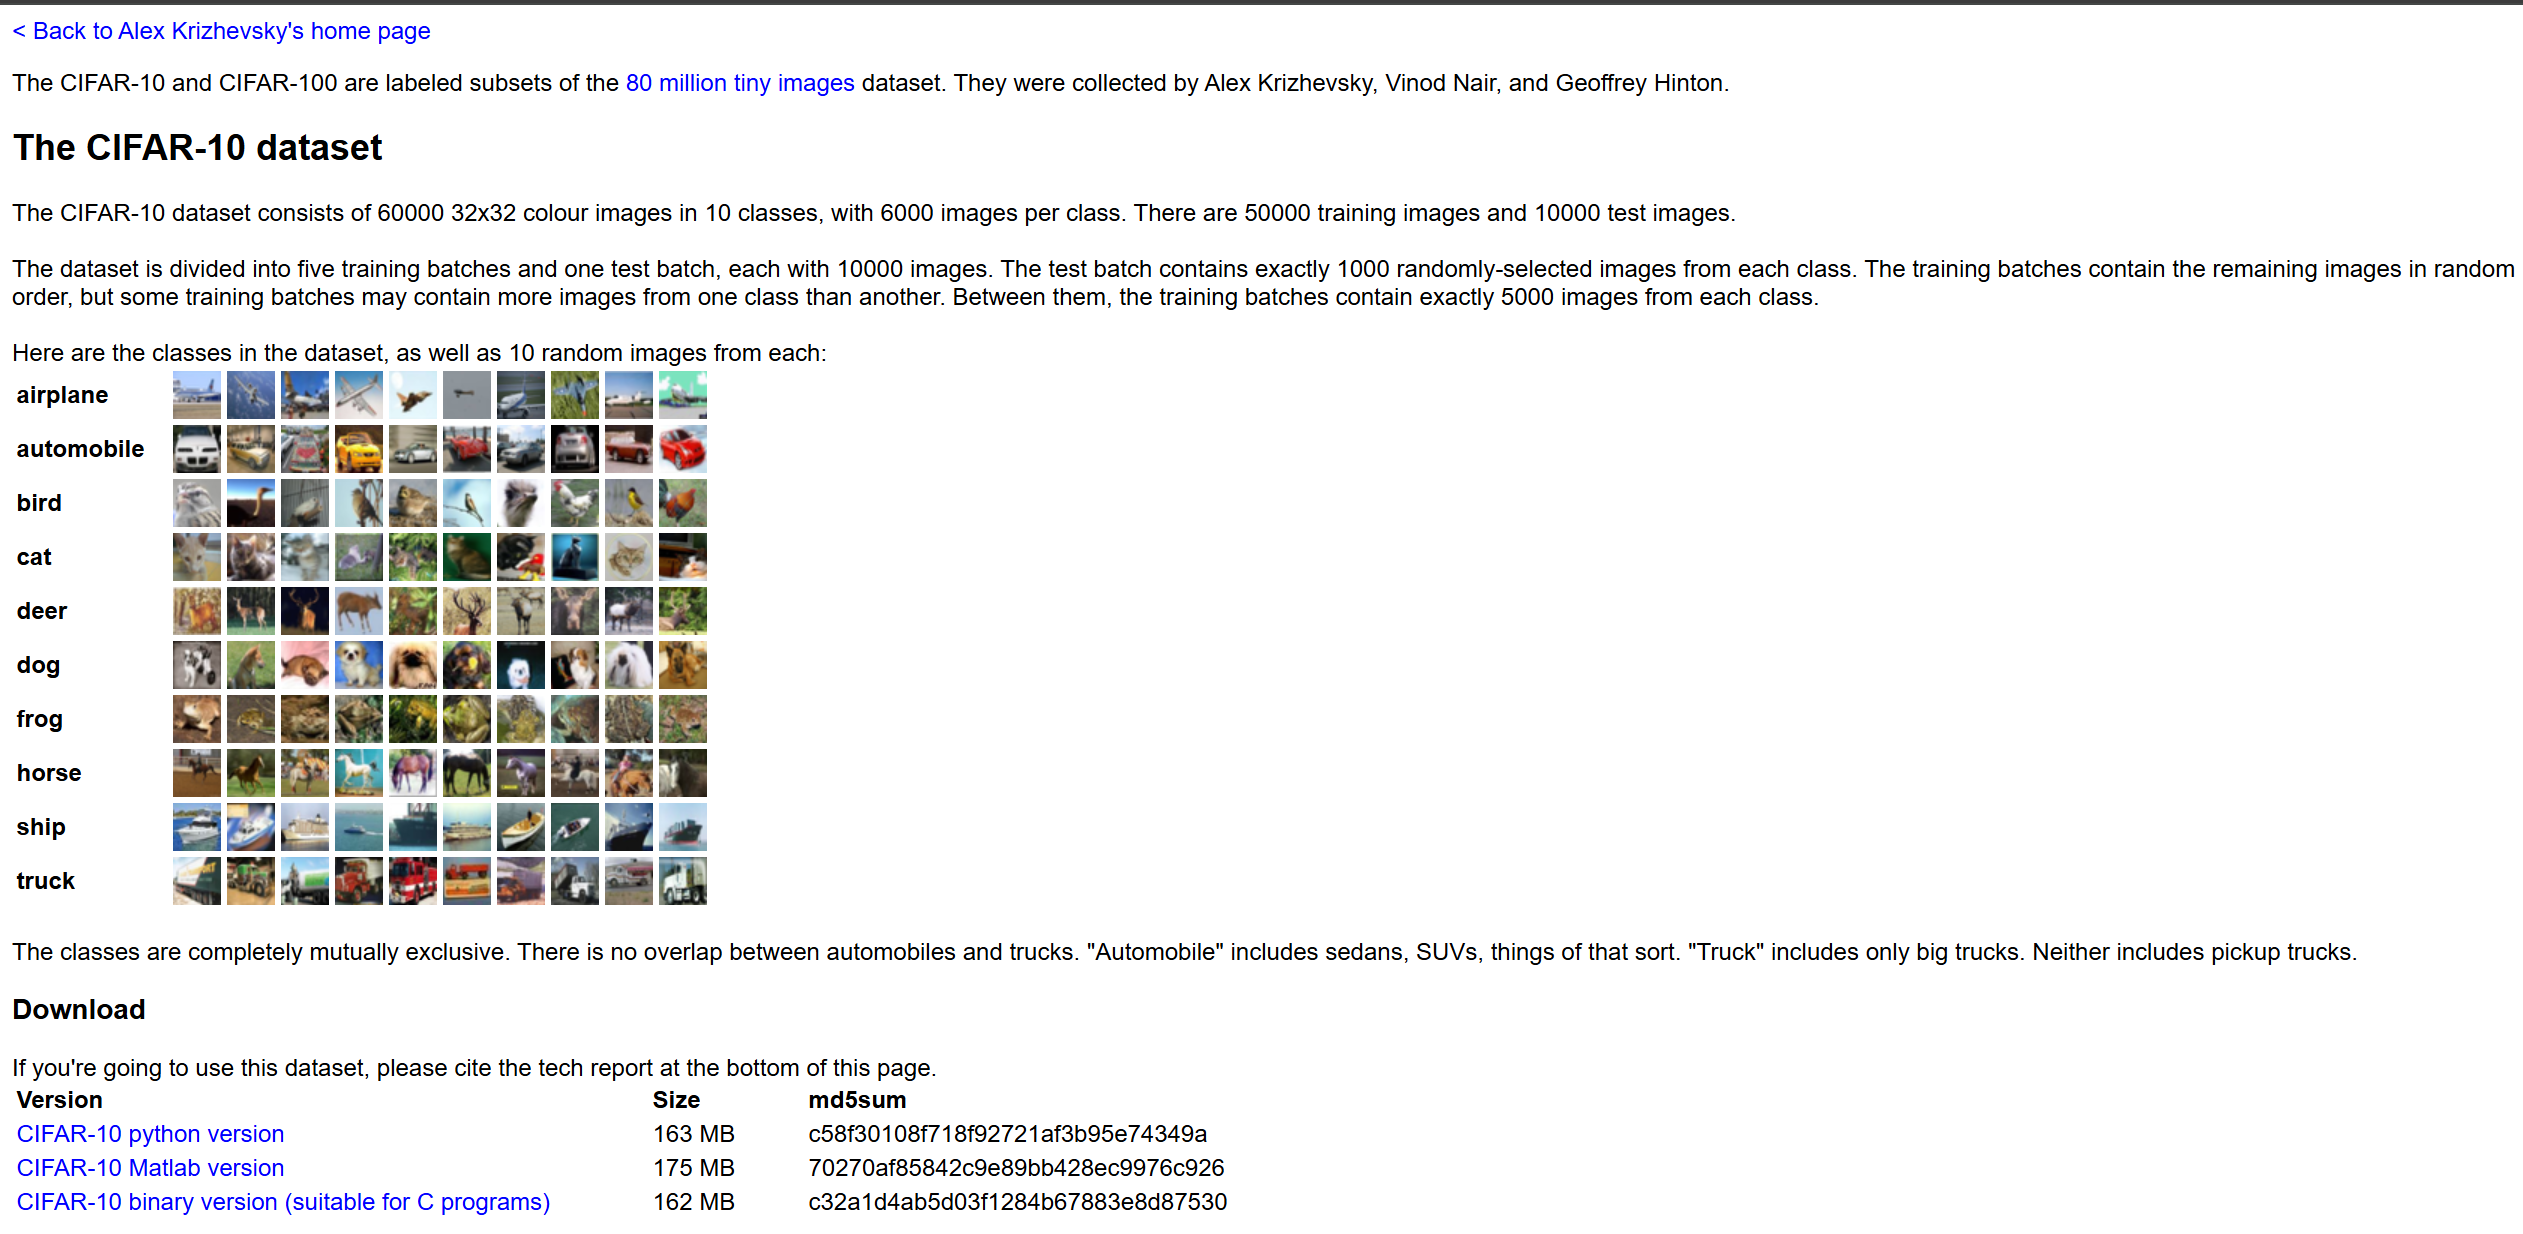 < Back to Alex Krizhevsky's home page
The CIFAR-10 and CIFAR-100 are labeled subsets of the 80 million tiny images dataset. They were collected by Alex Krizhevsky, Vinod Nair, and Geoffrey Hinton.
The CIFAR-10 dataset
The CIFAR-10 dataset consists of 60000 32x32 colour images in 10 classes, with 6000 images per class. There are 50000 training images and 10000 test images.
The dataset is divided into five training batches and one test batch, each with 10000 images. The test batch contains exactly 1000 randomly-selected images from each class. The training batches contain the remaining images in random
order, but some training batches may contain more images from one class than another. Between them, the training batches contain exactly 5000 images from each class.
Here are the classes in the dataset, as well as 10 random images from each:
airplane
automobile
bird
cat
deer
dog
frog
horse
ship
truck
The classes are completely mutually exclusive. There is no overlap between automobiles and trucks. "Automobile" includes sedans, SUVs, things of that sort. "Truck" includes only big trucks. Neither includes pickup trucks.
Download
If you're going to use this dataset, please cite the tech report at the bottom of this page.
Version Size md5sum
CIFAR-10 python version 163 MB c58f30108f718f92721af3b95e74349a
CIFAR-10 Matlab version 175 MB 70270af85842c9e89bb428ec9976c926
CIFAR-10 binary version (suitable for C programs) 162 MB c32a1d4ab5d03f1284b67883e8d87530